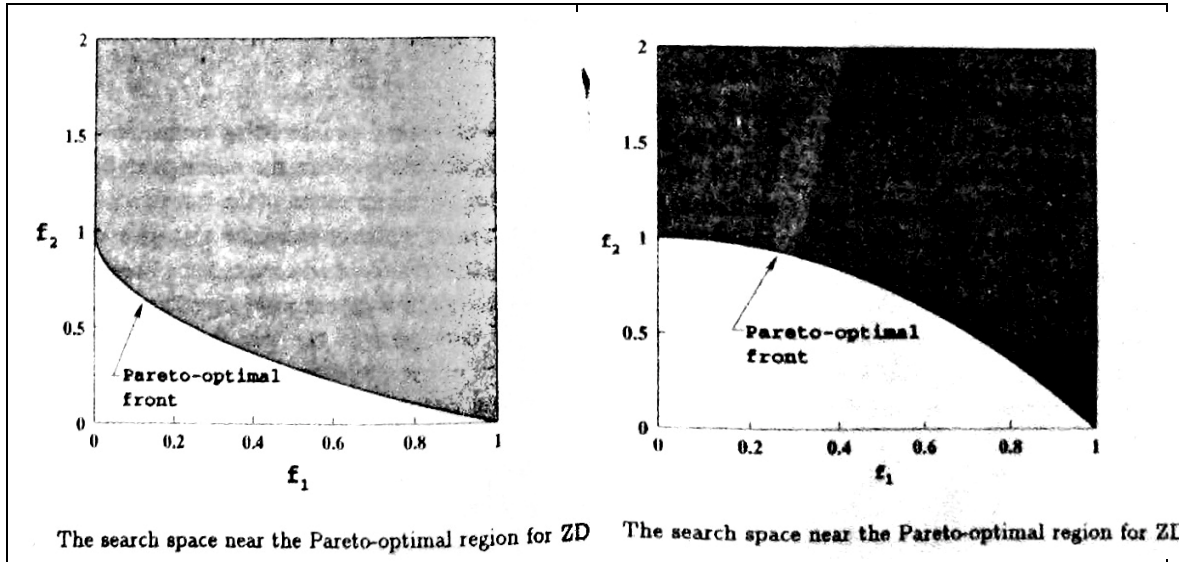 2
1.5
1
f₂
0.5
Pareto-optimal
front
0
0 0.2 0.4 0.6 0.8 1
f₁
The search space near the Pareto-optimal region for ZD
2
1.5
f₂
1
0.5
Pareto-optimal
front
0
0 0.2 0.4 0.6 0.8 1
f₁
The search space near the Pareto-optimal region for ZD